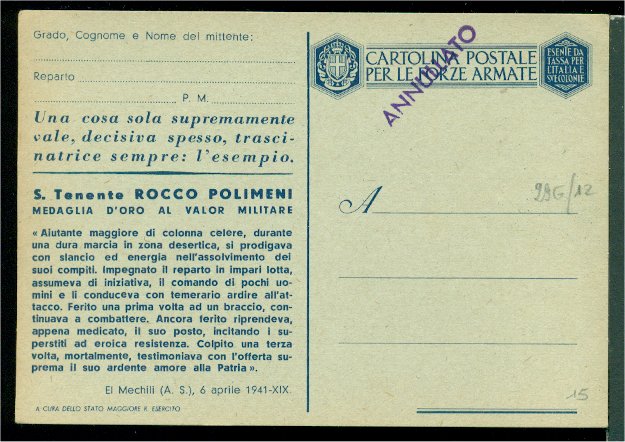 Grado, Cognome e Nome del mittente:
Reparto
P. M.
Una cosa sola supremamente
vale, decisiva spesso, trasci-
natrice sempre: l'esempio.
S. Tenente ROCCO POLIMENI
MEDAGLIA D'ORO AL VALOR MILITARE
« Aiutante maggiore di colonna celere, durante
una dura marcia in zona desertica, si prodigava
con slancio ed energia nell'assolvimento dei
suoi compiti. Impegnato il reparto in impari lotta,
assumeva di iniziativa, il comando di pochi uo-
mini e li conduceva con temerario ardire all'at-
tacco. Ferito una prima volta ad un braccio, con-
tinuava a combattere. Ancora ferito riprendeva,
appena medicato, il suo posto, incitando i su-
perstiti ad eroica resistenza. Colpito una terza
volta, mortalmente, testimoniava con l'offerta su-
prema il suo ardente amore alla Patria ».
El Mechili (A. S.), 6 aprile 1941-XIX.
A CURA DELLO STATO MAGGIORE R. ESERCITO
CARTOLINA POSTALE
PER LE FORZE ARMATE
ESENTE DA
TASSA PER
L'ITALIA E
SUE COLONIE
ANNULLATO
A
29G/12
15